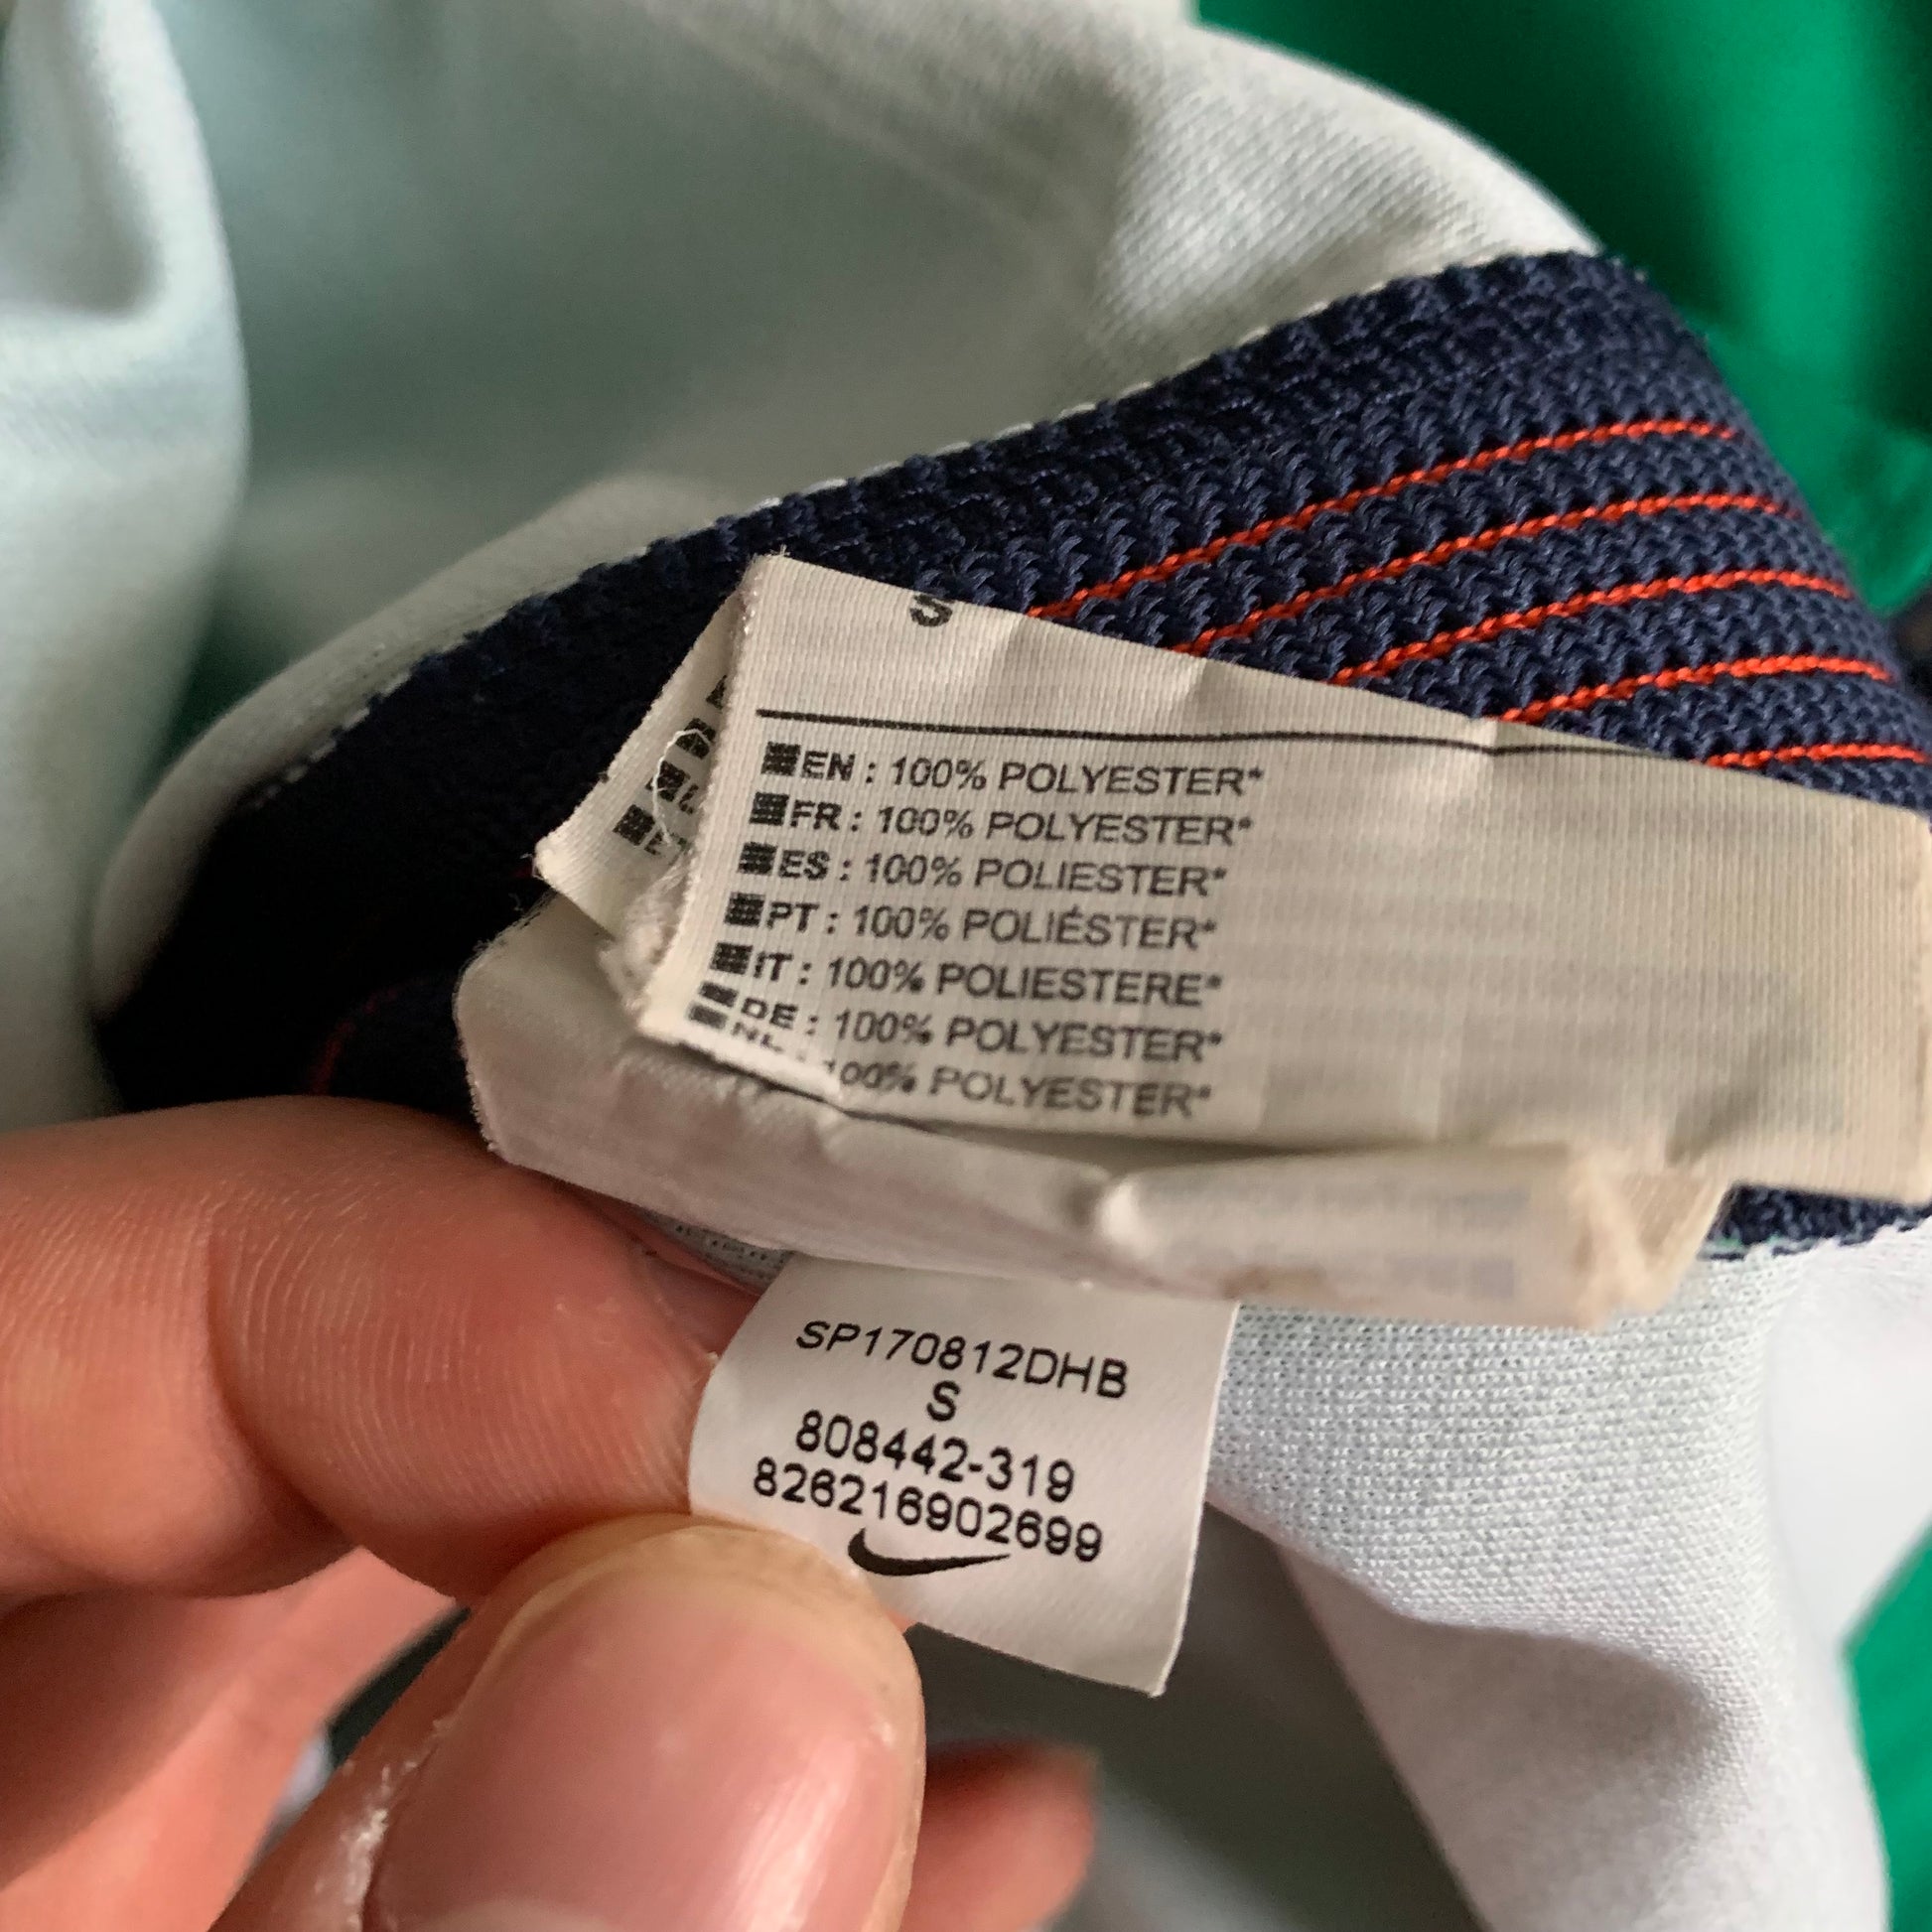 EN : 100% POLYESTER*
FR : 100% POLYESTER*
ES : 100% POLIESTER*
PT : 100% POLIÉSTER*
IT : 100% POLIESTERE*
DE : 100% POLYESTER*
NL : 100% POLYESTER*
SP170812DHB
S
808442-319
826216902699